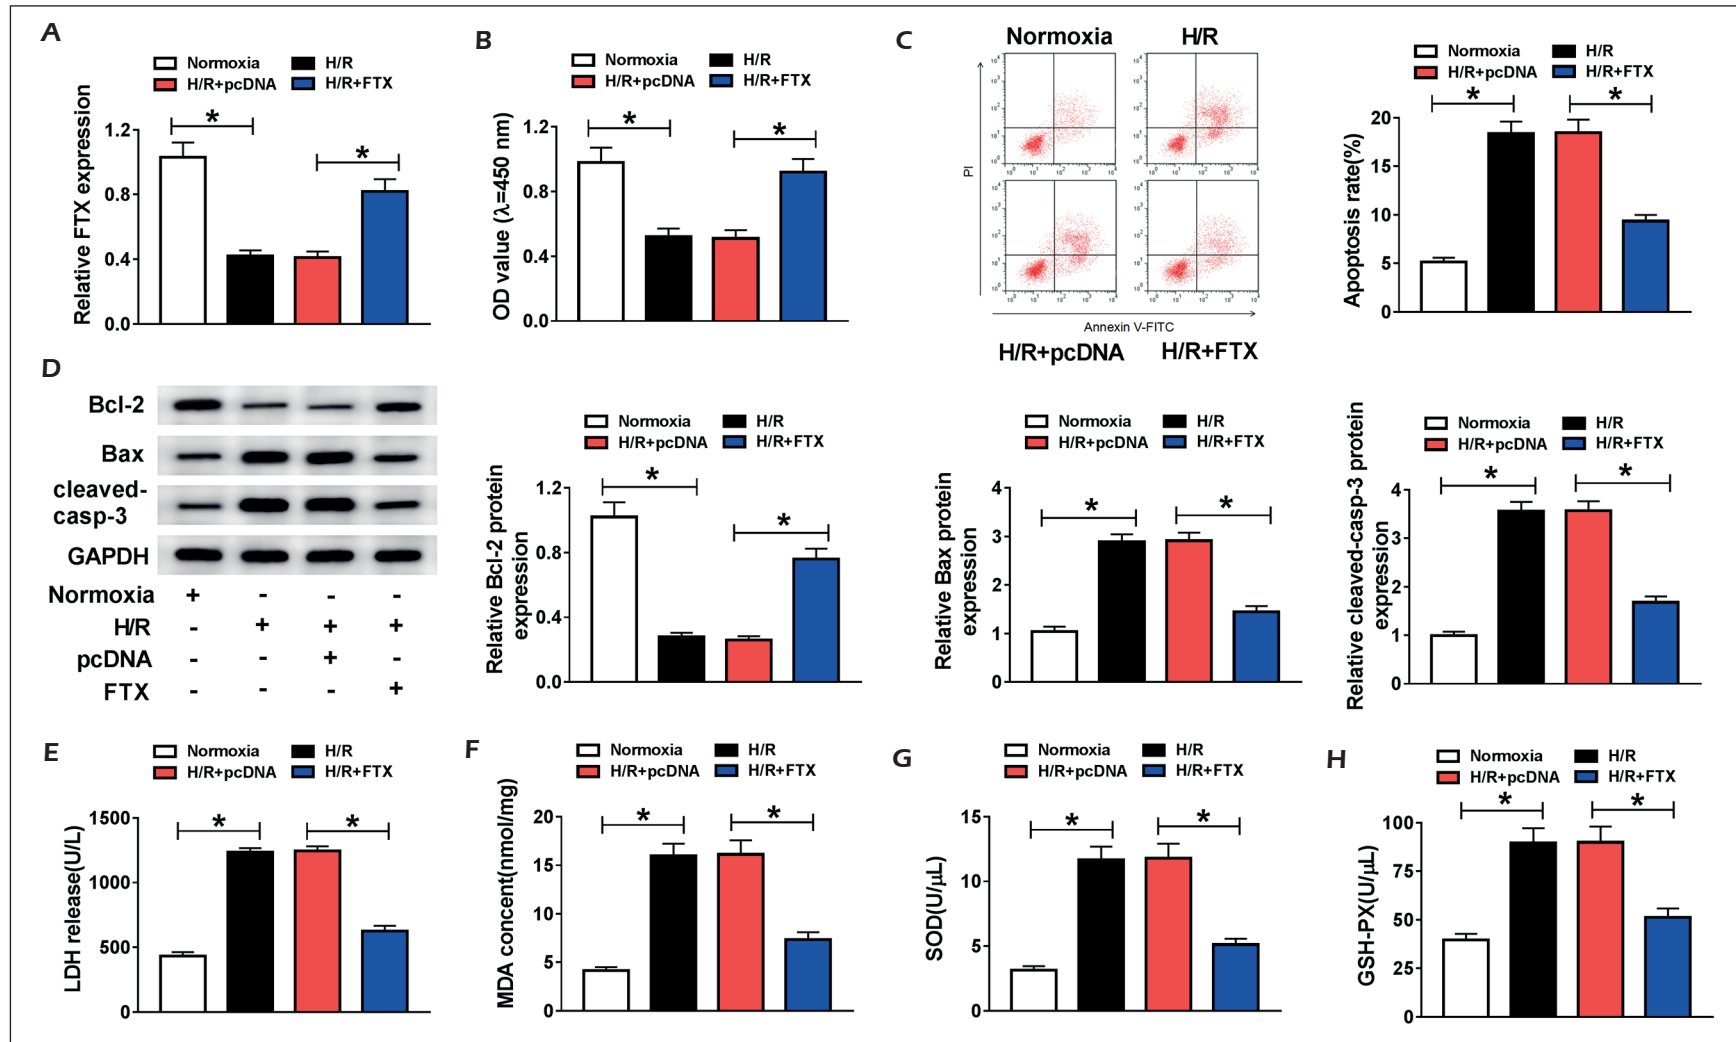 A
Normoxia
H/R
H/R+pcDNA
H/R+FTX
Relative FTX expression
1.2
0.8
0.4
0.0
*
*
B
Normoxia
H/R
H/R+pcDNA
H/R+FTX
OD value (λ=450 nm)
1.2
0.8
0.4
0.0
*
*
C
Normoxia
H/R
PI
Annexin V-FITC
H/R+pcDNA
H/R+FTX
Normoxia
H/R
H/R+pcDNA
H/R+FTX
Apoptosis rate(%)
20
15
10
5
0
*
*
D
Bcl-2
Bax
cleaved-
casp-3
GAPDH
Normoxia + - - -
H/R - + + +
pcDNA - - + -
FTX - - - +
Normoxia
H/R
H/R+pcDNA
H/R+FTX
Relative Bcl-2 protein
expression
1.2
0.8
0.4
0.0
*
*
Normoxia
H/R
H/R+pcDNA
H/R+FTX
Relative Bax protein
expression
4
3
2
1
0
*
*
Normoxia
H/R
H/R+pcDNA
H/R+FTX
Relative cleaved-casp-3 protein
expression
4
3
2
1
0
*
*
E
Normoxia
H/R
H/R+pcDNA
H/R+FTX
LDH release(U/L)
1500
1000
500
0
*
*
F
Normoxia
H/R
H/R+pcDNA
H/R+FTX
MDA concent(nmol/mg)
20
15
10
5
0
*
*
G
Normoxia
H/R
H/R+pcDNA
H/R+FTX
SOD(U/μL)
15
10
5
0
*
*
H
Normoxia
H/R
H/R+pcDNA
H/R+FTX
GSH-PX(U/μL)
100
75
50
25
0
*
*